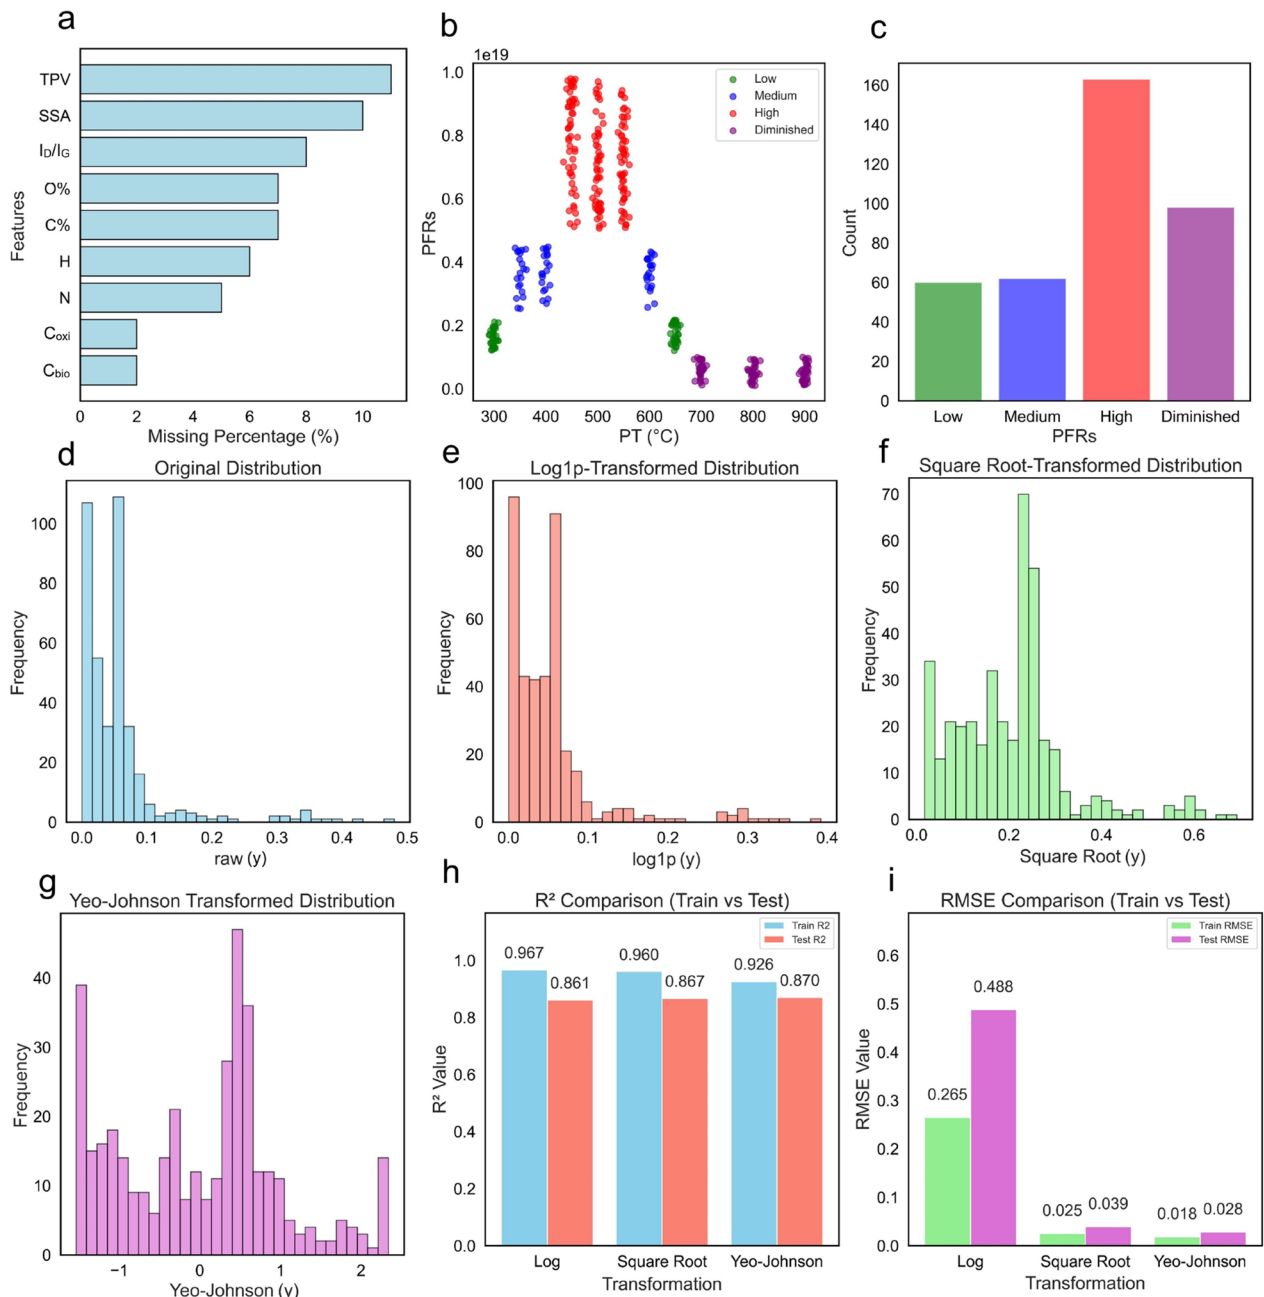 a
TPV
SSA
I_D/I_G
O%
C%
H
N
C_oxi
C_bio
Features
0 2 4 6 8 10
Missing Percentage (%)
b
1e19
1.0
0.8
0.6
0.4
0.2
0.0
PFRs
Low
Medium
High
Diminished
300 400 500 600 700 800 900
PT (°C)
c
160
140
120
100
80
60
40
20
0
Count
Low Medium High Diminished
PFRs
d
Original Distribution
100
80
60
40
20
0
Frequency
0.0 0.1 0.2 0.3 0.4 0.5
raw (y)
e
Log1p-Transformed Distribution
100
80
60
40
20
0
Frequency
0.0 0.1 0.2 0.3 0.4
log1p (y)
f
Square Root-Transformed Distribution
70
60
50
40
30
20
10
0
Frequency
0.0 0.2 0.4 0.6
Square Root (y)
g
Yeo-Johnson Transformed Distribution
40
30
20
10
0
Frequency
−1 0 1 2
Yeo-Johnson (y)
h
R² Comparison (Train vs Test)
Train R2
Test R2
1.0
0.8
0.6
0.4
0.2
0.0
R² Value
0.967
0.861
0.960
0.867
0.926
0.870
Log Square Root Yeo-Johnson
Transformation
i
RMSE Comparison (Train vs Test)
Train RMSE
Test RMSE
0.6
0.5
0.4
0.3
0.2
0.1
0.0
RMSE Value
0.265
0.488
0.025
0.039
0.018
0.028
Log Square Root Yeo-Johnson
Transformation